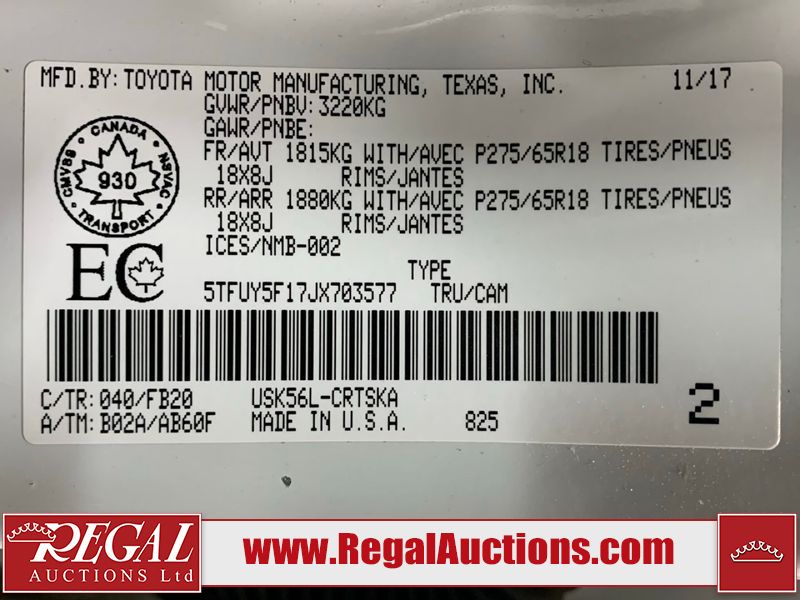 MFD.BY: TOYOTA MOTOR MANUFACTURING, TEXAS, INC. 11/17
GVWR/PNBV: 3220KG
GAWR/PNBE:
FR/AVT 1815KG WITH/AVEC P275/65R18 TIRES/PNEUS
18X8J RIMS/JANTES
RR/ARR 1880KG WITH/AVEC P275/65R18 TIRES/PNEUS
18X8J RIMS/JANTES
ICES/NMB-002
CANADA
CMVSS NSVAC
930
TRANSPORT
EC
TYPE
5TFUY5F17JX703577 TRU/CAM
C/TR: 040/FB20 USK56L-CRTSKA
A/TM: B02A/AB60F MADE IN U.S.A. 825
2
REGAL
AUCTIONS Ltd
www.RegalAuctions.com